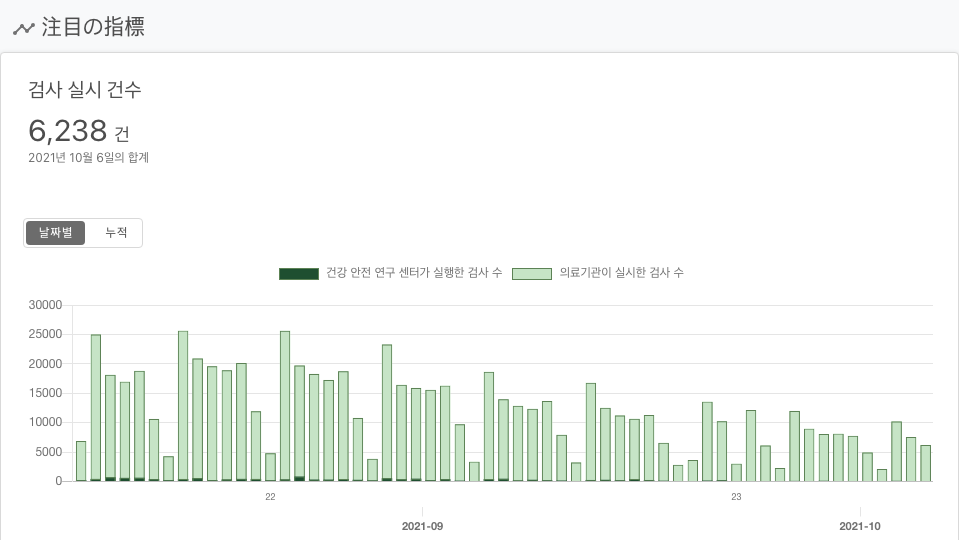 注目の指標
검사 실시 건수
6,238 건
2021년 10월 6일의 합계
날짜별 누적
건강 안전 연구 센터가 실행한 검사 수 의료기관이 실시한 검사 수
30000
25000
20000
15000
10000
5000
0
22 23
2021-09 2021-10